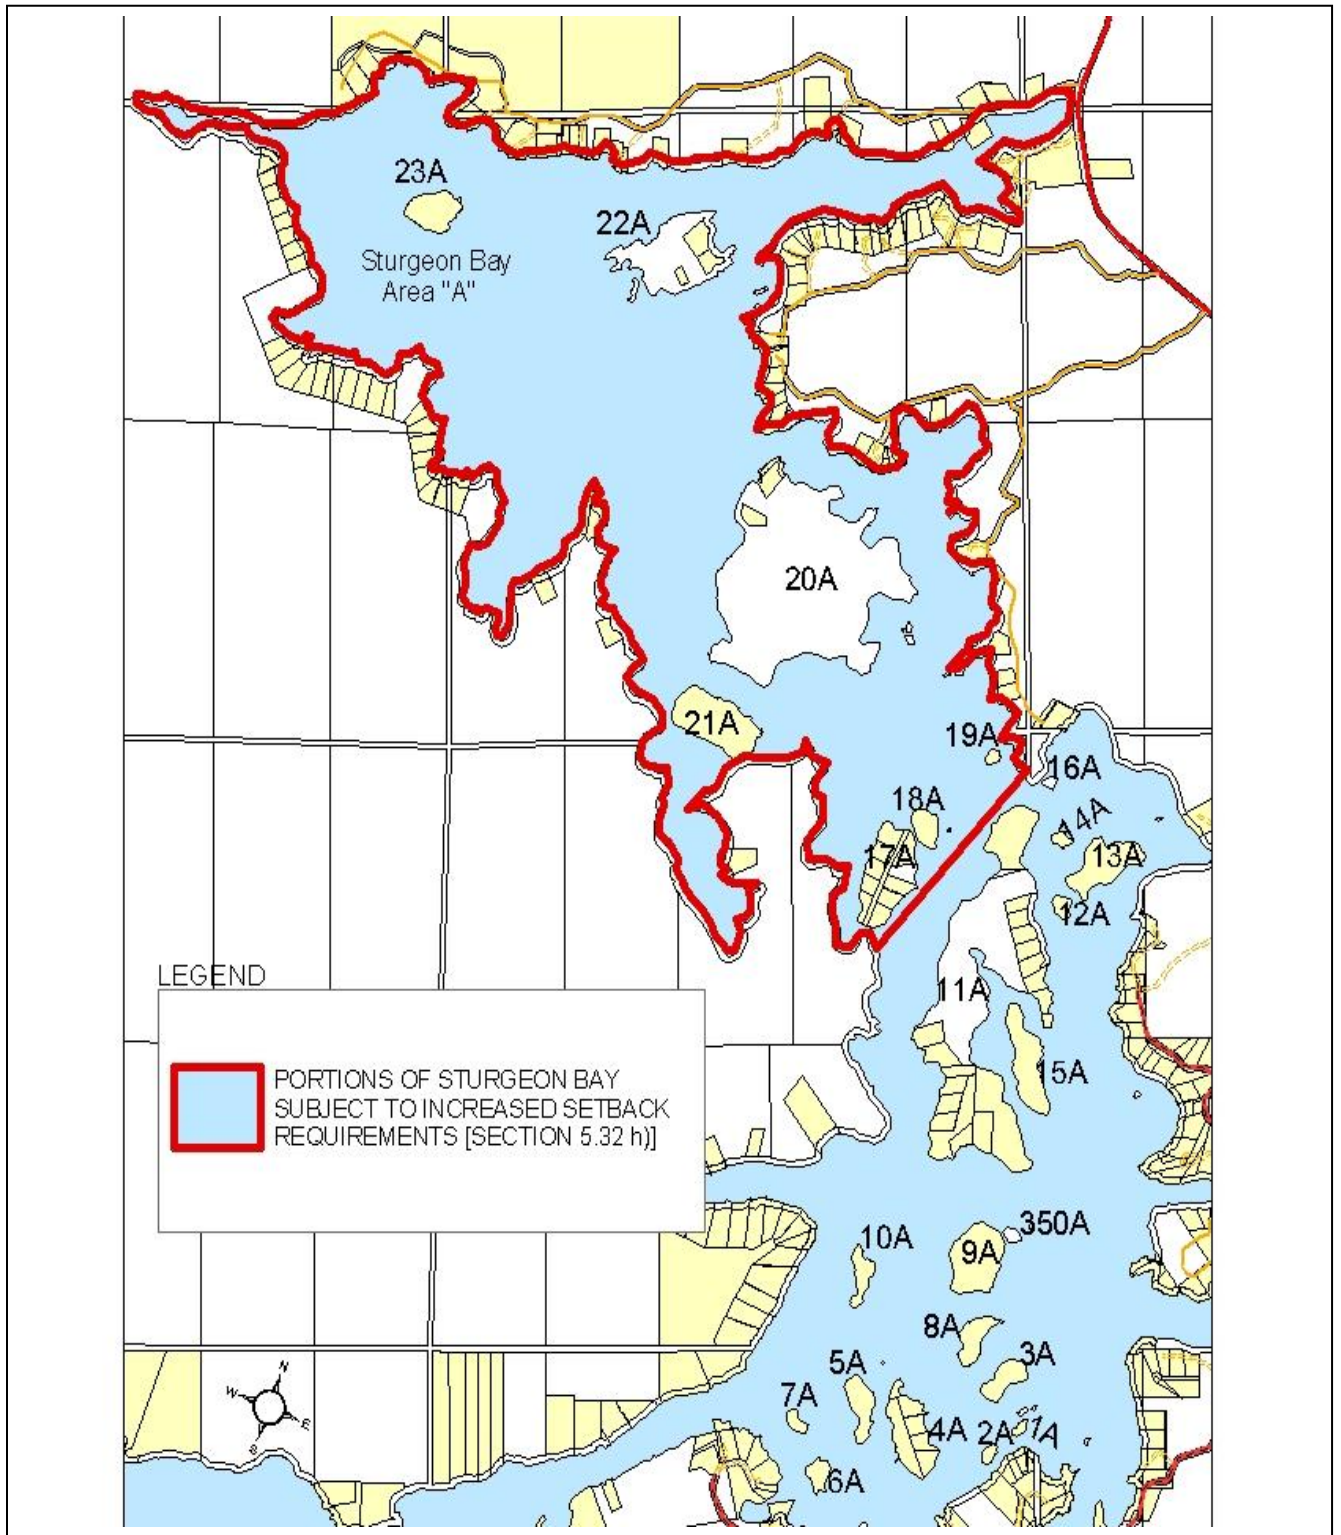 23A
22A
Sturgeon Bay
Area "A"
20A
21A
19A
16A
18A
14A
17A
13A
12A
LEGEND
11A
PORTIONS OF STURGEON BAY
SUBJECT TO INCREASED SETBACK
REQUIREMENTS [SECTION 5.32 h)]
15A
350A
10A
9A
8A
3A
5A
N
W
E
S
7A
4A
2A
1A
6A